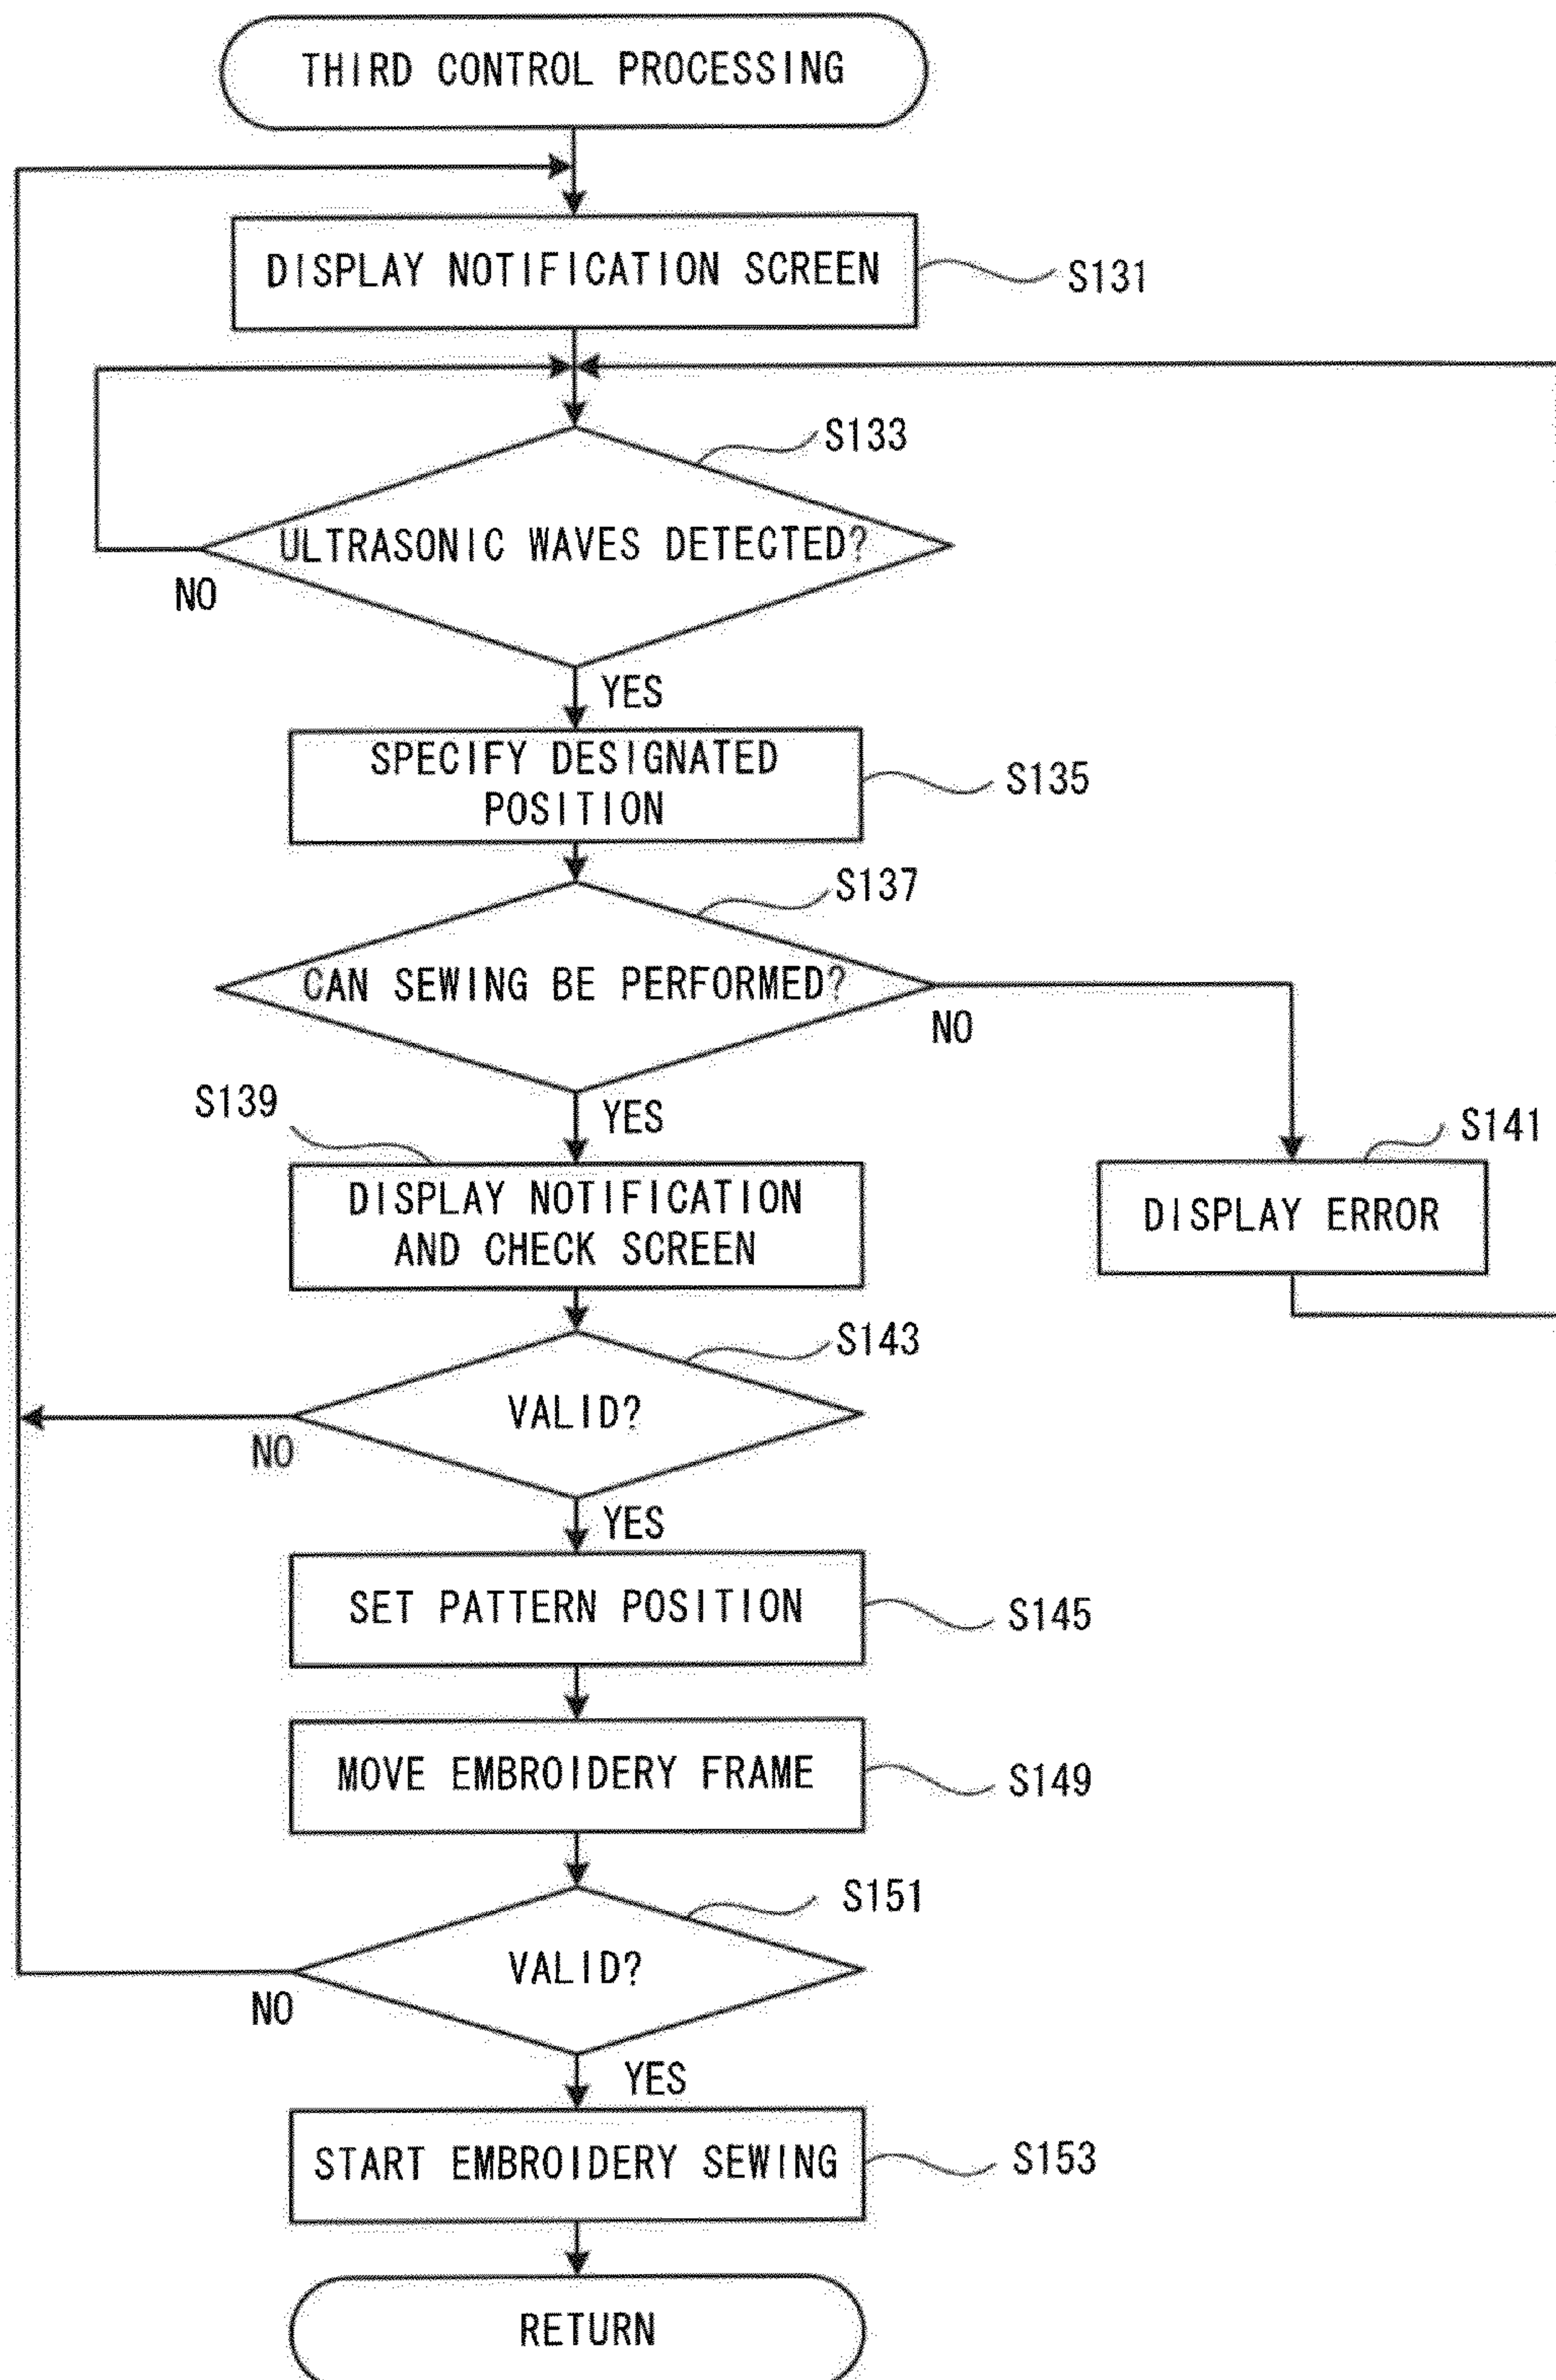 THIRD CONTROL PROCESSING
DISPLAY NOTIFICATION SCREEN
S131
S133
ULTRASONIC WAVES DETECTED?
NO
YES
SPECIFY DESIGNATED
POSITION
S135
S137
CAN SEWING BE PERFORMED?
NO
S139
YES
S141
DISPLAY NOTIFICATION
AND CHECK SCREEN
DISPLAY ERROR
S143
VALID?
NO
YES
SET PATTERN POSITION
S145
MOVE EMBROIDERY FRAME
S149
S151
VALID?
NO
YES
START EMBROIDERY SEWING
S153
RETURN